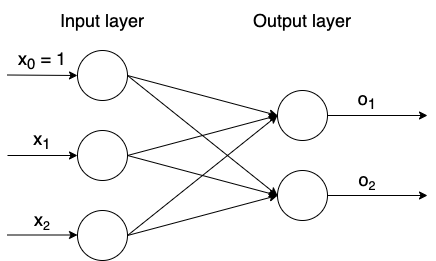 Input layer
Output layer
x₀ = 1
x₁
x₂
o₁
o₂